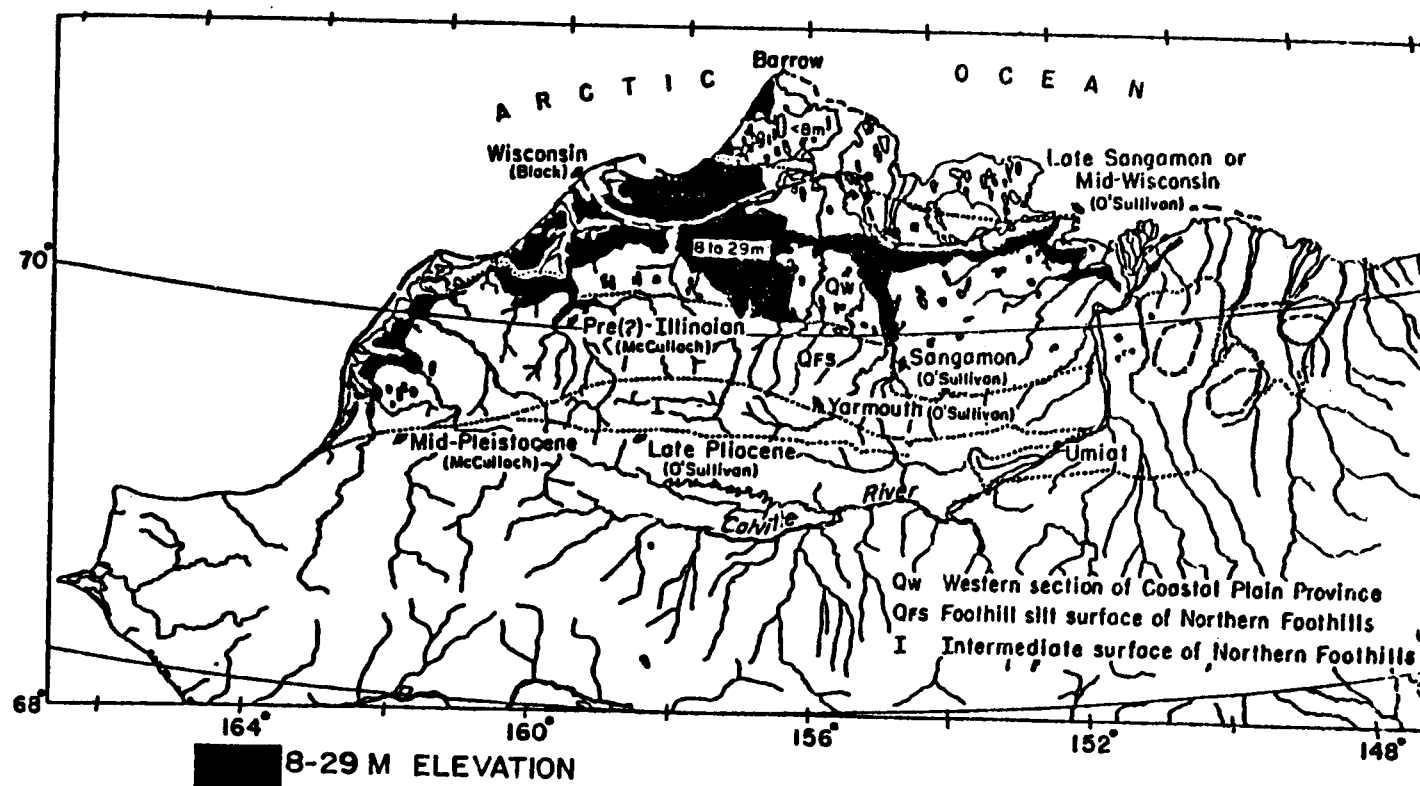 Barrow
ARCTIC OCEAN
<8m
Wisconsin
(Black)
Late Sangamon or
Mid-Wisconsin
(O'Sullivan)
70°
8 to 29m
Qw
Pre(?)-Illinoian
(McCulloch)
QFS
Sangamon
(O'Sullivan)
I
Yarmouth (O'Sullivan)
Mid-Pleistocene
(McCulloch)
Late Pliocene
(O'Sullivan)
Umiat
Colville River
Qw Western section of Coastal Plain Province
QFS Foothill silt surface of Northern Foothills
I Intermediate surface of Northern Foothills
68°
164° 160° 156° 152° 148°
8-29 M ELEVATION